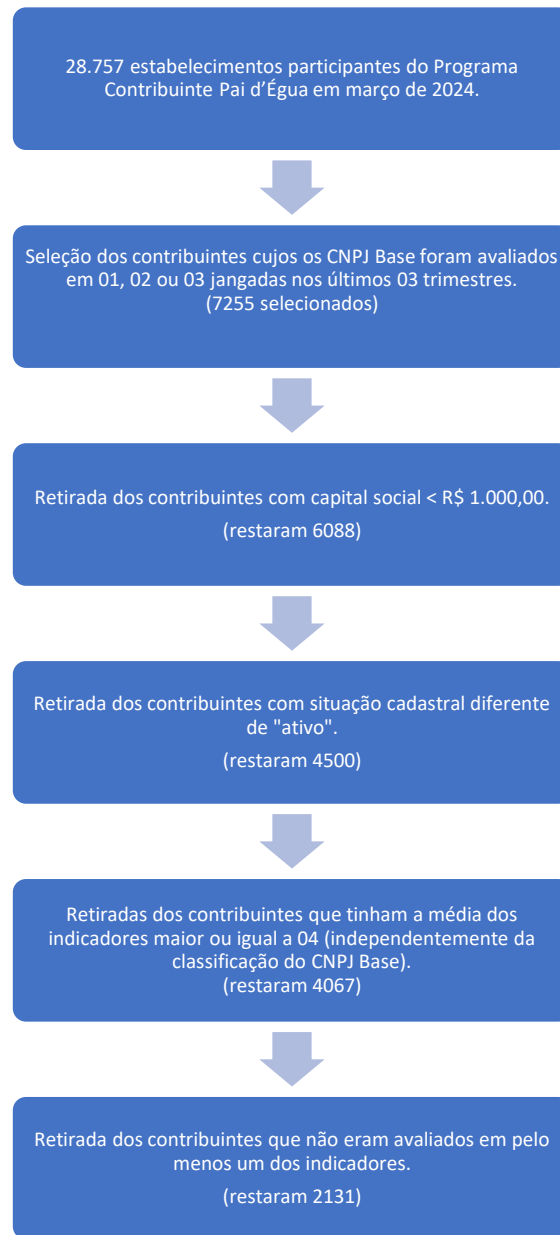 28.757 estabelecimentos participantes do Programa
Contribuinte Pai d’Égua em março de 2024.
Seleção dos contribuintes cujos os CNPJ Base foram avaliados
em 01, 02 ou 03 jangadas nos últimos 03 trimestres.
(7255 selecionados)
Retirada dos contribuintes com capital social < R$ 1.000,00.
(restaram 6088)
Retirada dos contribuintes com situação cadastral diferente
de "ativo".
(restaram 4500)
Retiradas dos contribuintes que tinham a média dos
indicadores maior ou igual a 04 (independentemente da
classificação do CNPJ Base).
(restaram 4067)
Retirada dos contribuintes que não eram avaliados em pelo
menos um dos indicadores.
(restaram 2131)